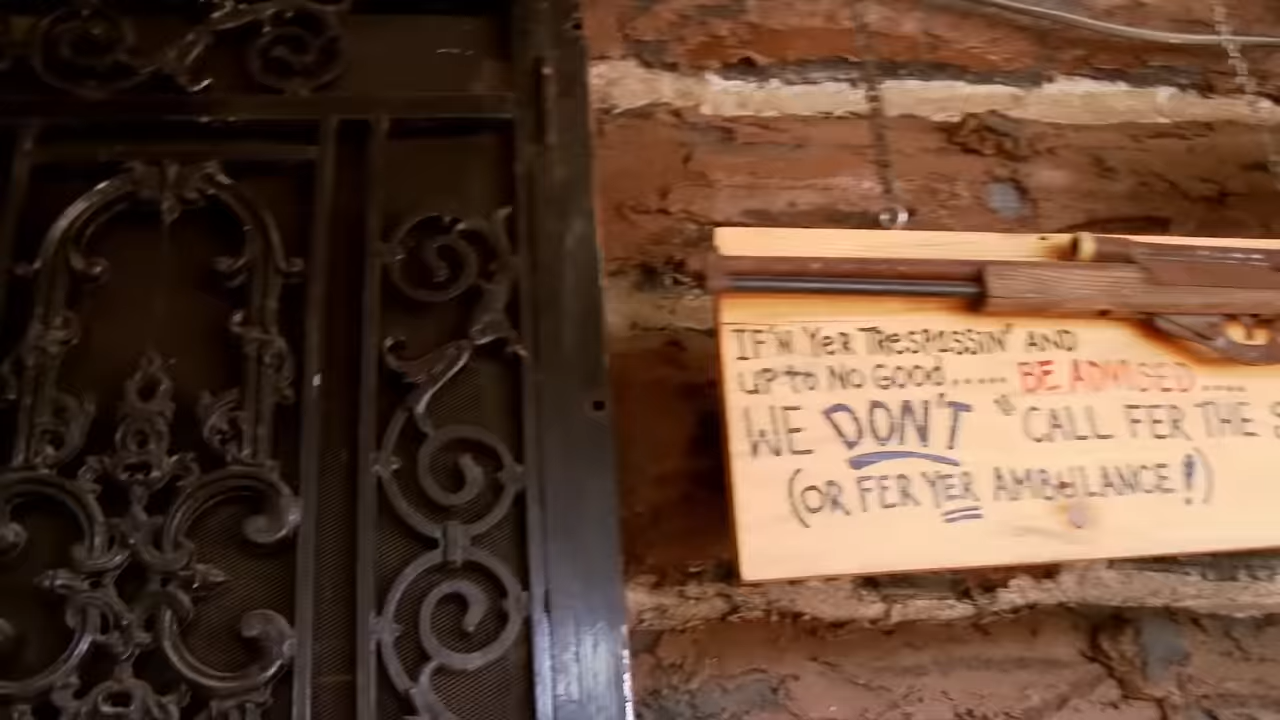 IF'N YER TRESPASSIN' AND
UP to No GOOD..... BE ADVISED....
WE DON'T "CALL FER THE
(OR FER YER AMBULANCE!)